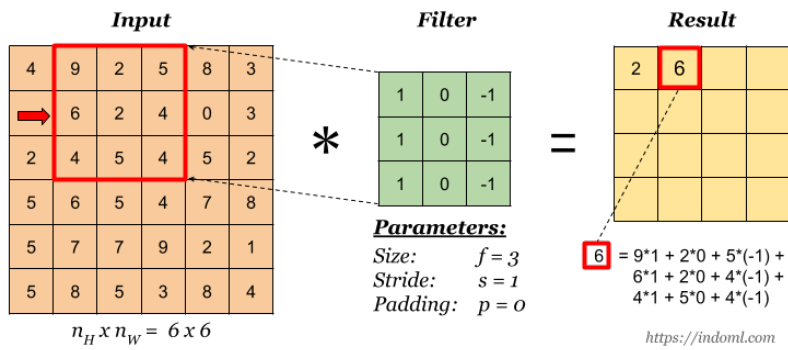 Input
Filter
Result
4 9 2 5 8 3
6 2 4 0 3
2 4 5 4 5 2
5 6 5 4 7 8
5 7 7 9 2 1
5 8 5 3 8 4
n_H x n_W = 6 x 6
*
1 0 -1
1 0 -1
1 0 -1
Parameters:
Size: f = 3
Stride: s = 1
Padding: p = 0
=
2 6
6 = 9*1 + 2*0 + 5*(-1) +
6*1 + 2*0 + 4*(-1) +
4*1 + 5*0 + 4*(-1)
https://indoml.com